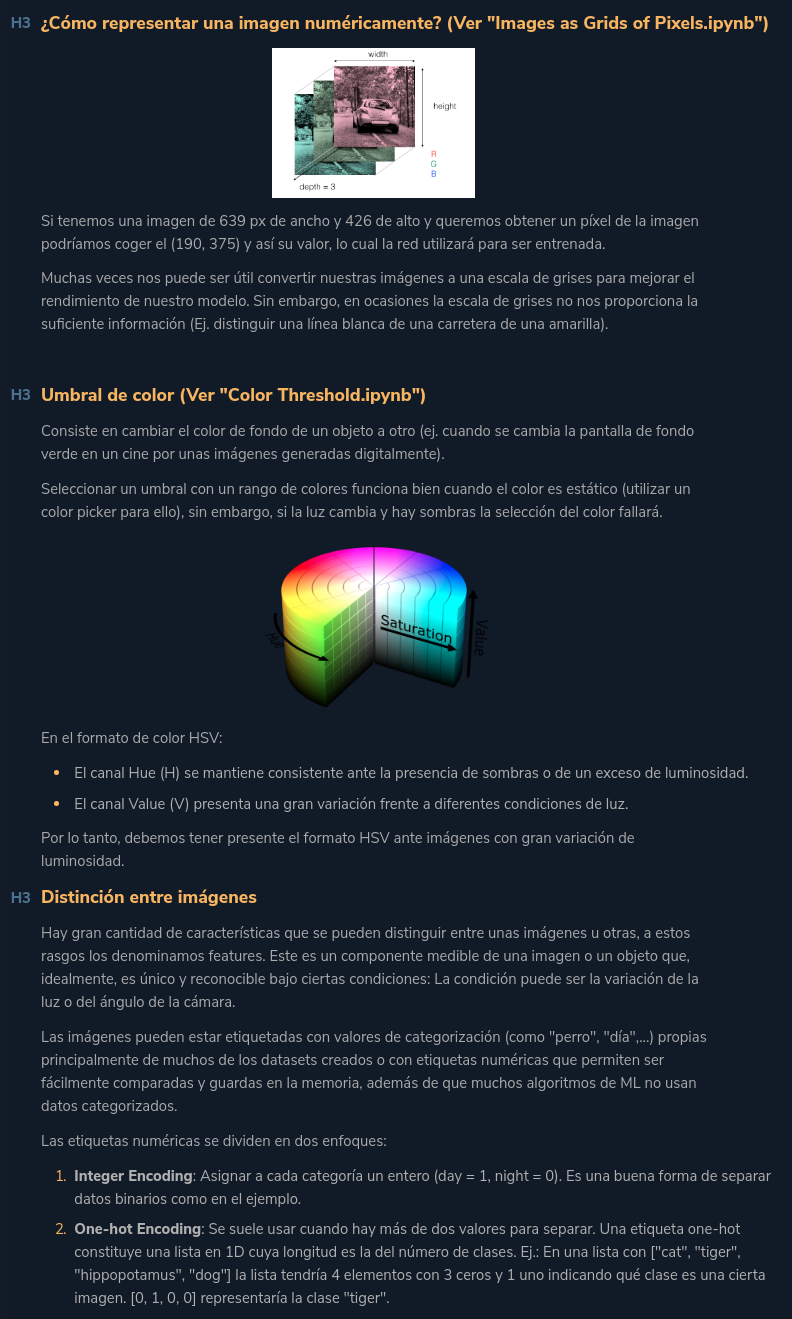 H3 ¿Cómo representar una imagen numéricamente? (Ver "Images as Grids of Pixels.ipynb")
width
height
R
G
B
depth = 3
Si tenemos una imagen de 639 px de ancho y 426 de alto y queremos obtener un píxel de la imagen
podríamos coger el (190, 375) y así su valor, lo cual la red utilizará para ser entrenada.
Muchas veces nos puede ser útil convertir nuestras imágenes a una escala de grises para mejorar el
rendimiento de nuestro modelo. Sin embargo, en ocasiones la escala de grises no nos proporciona la
suficiente información (Ej. distinguir una línea blanca de una carretera de una amarilla).
H3 Umbral de color (Ver "Color Threshold.ipynb")
Consiste en cambiar el color de fondo de un objeto a otro (ej. cuando se cambia la pantalla de fondo
verde en un cine por unas imágenes generadas digitalmente).
Seleccionar un umbral con un rango de colores funciona bien cuando el color es estático (utilizar un
color picker para ello), sin embargo, si la luz cambia y hay sombras la selección del color fallará.
Hue
Saturation
Value
En el formato de color HSV:
• El canal Hue (H) se mantiene consistente ante la presencia de sombras o de un exceso de luminosidad.
• El canal Value (V) presenta una gran variación frente a diferentes condiciones de luz.
Por lo tanto, debemos tener presente el formato HSV ante imágenes con gran variación de
luminosidad.
H3 Distinción entre imágenes
Hay gran cantidad de características que se pueden distinguir entre unas imágenes u otras, a estos
rasgos los denominamos features. Este es un componente medible de una imagen o un objeto que,
idealmente, es único y reconocible bajo ciertas condiciones: La condición puede ser la variación de la
luz o del ángulo de la cámara.
Las imágenes pueden estar etiquetadas con valores de categorización (como "perro", "día",...) propias
principalmente de muchos de los datasets creados o con etiquetas numéricas que permiten ser
fácilmente comparadas y guardas en la memoria, además de que muchos algoritmos de ML no usan
datos categorizados.
Las etiquetas numéricas se dividen en dos enfoques:
1. Integer Encoding: Asignar a cada categoría un entero (day = 1, night = 0). Es una buena forma de separar
datos binarios como en el ejemplo.
2. One-hot Encoding: Se suele usar cuando hay más de dos valores para separar. Una etiqueta one-hot
constituye una lista en 1D cuya longitud es la del número de clases. Ej.: En una lista con ["cat", "tiger",
"hippopotamus", "dog"] la lista tendría 4 elementos con 3 ceros y 1 uno indicando qué clase es una cierta
imagen. [0, 1, 0, 0] representaría la clase "tiger".